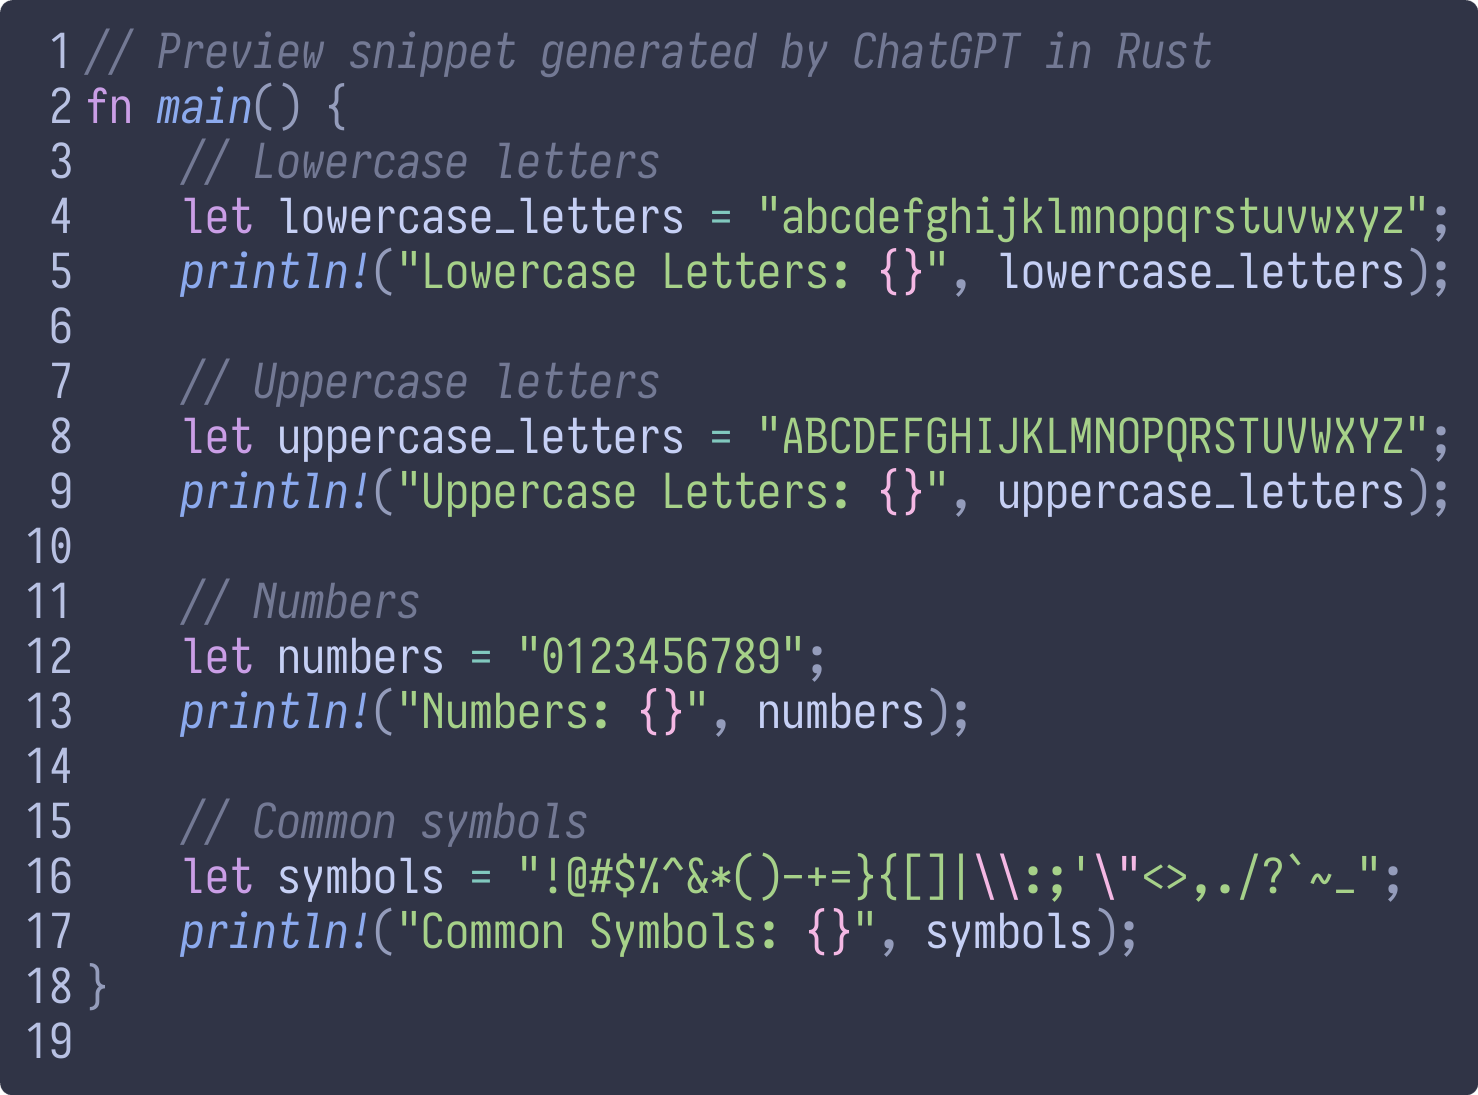 1 // Preview snippet generated by ChatGPT in Rust
2 fn main() {
3     // Lowercase letters
4     let lowercase_letters = "abcdefghijklmnopqrstuvwxyz";
5     println!("Lowercase Letters: {}", lowercase_letters);
6
7     // Uppercase letters
8     let uppercase_letters = "ABCDEFGHIJKLMNOPQRSTUVWXYZ";
9     println!("Uppercase Letters: {}", uppercase_letters);
10
11     // Numbers
12     let numbers = "0123456789";
13     println!("Numbers: {}", numbers);
14
15     // Common symbols
16     let symbols = "!@#$%^&*()-+=}{[]|\\:;'\"<>,./?`~_";
17     println!("Common Symbols: {}", symbols);
18 }
19